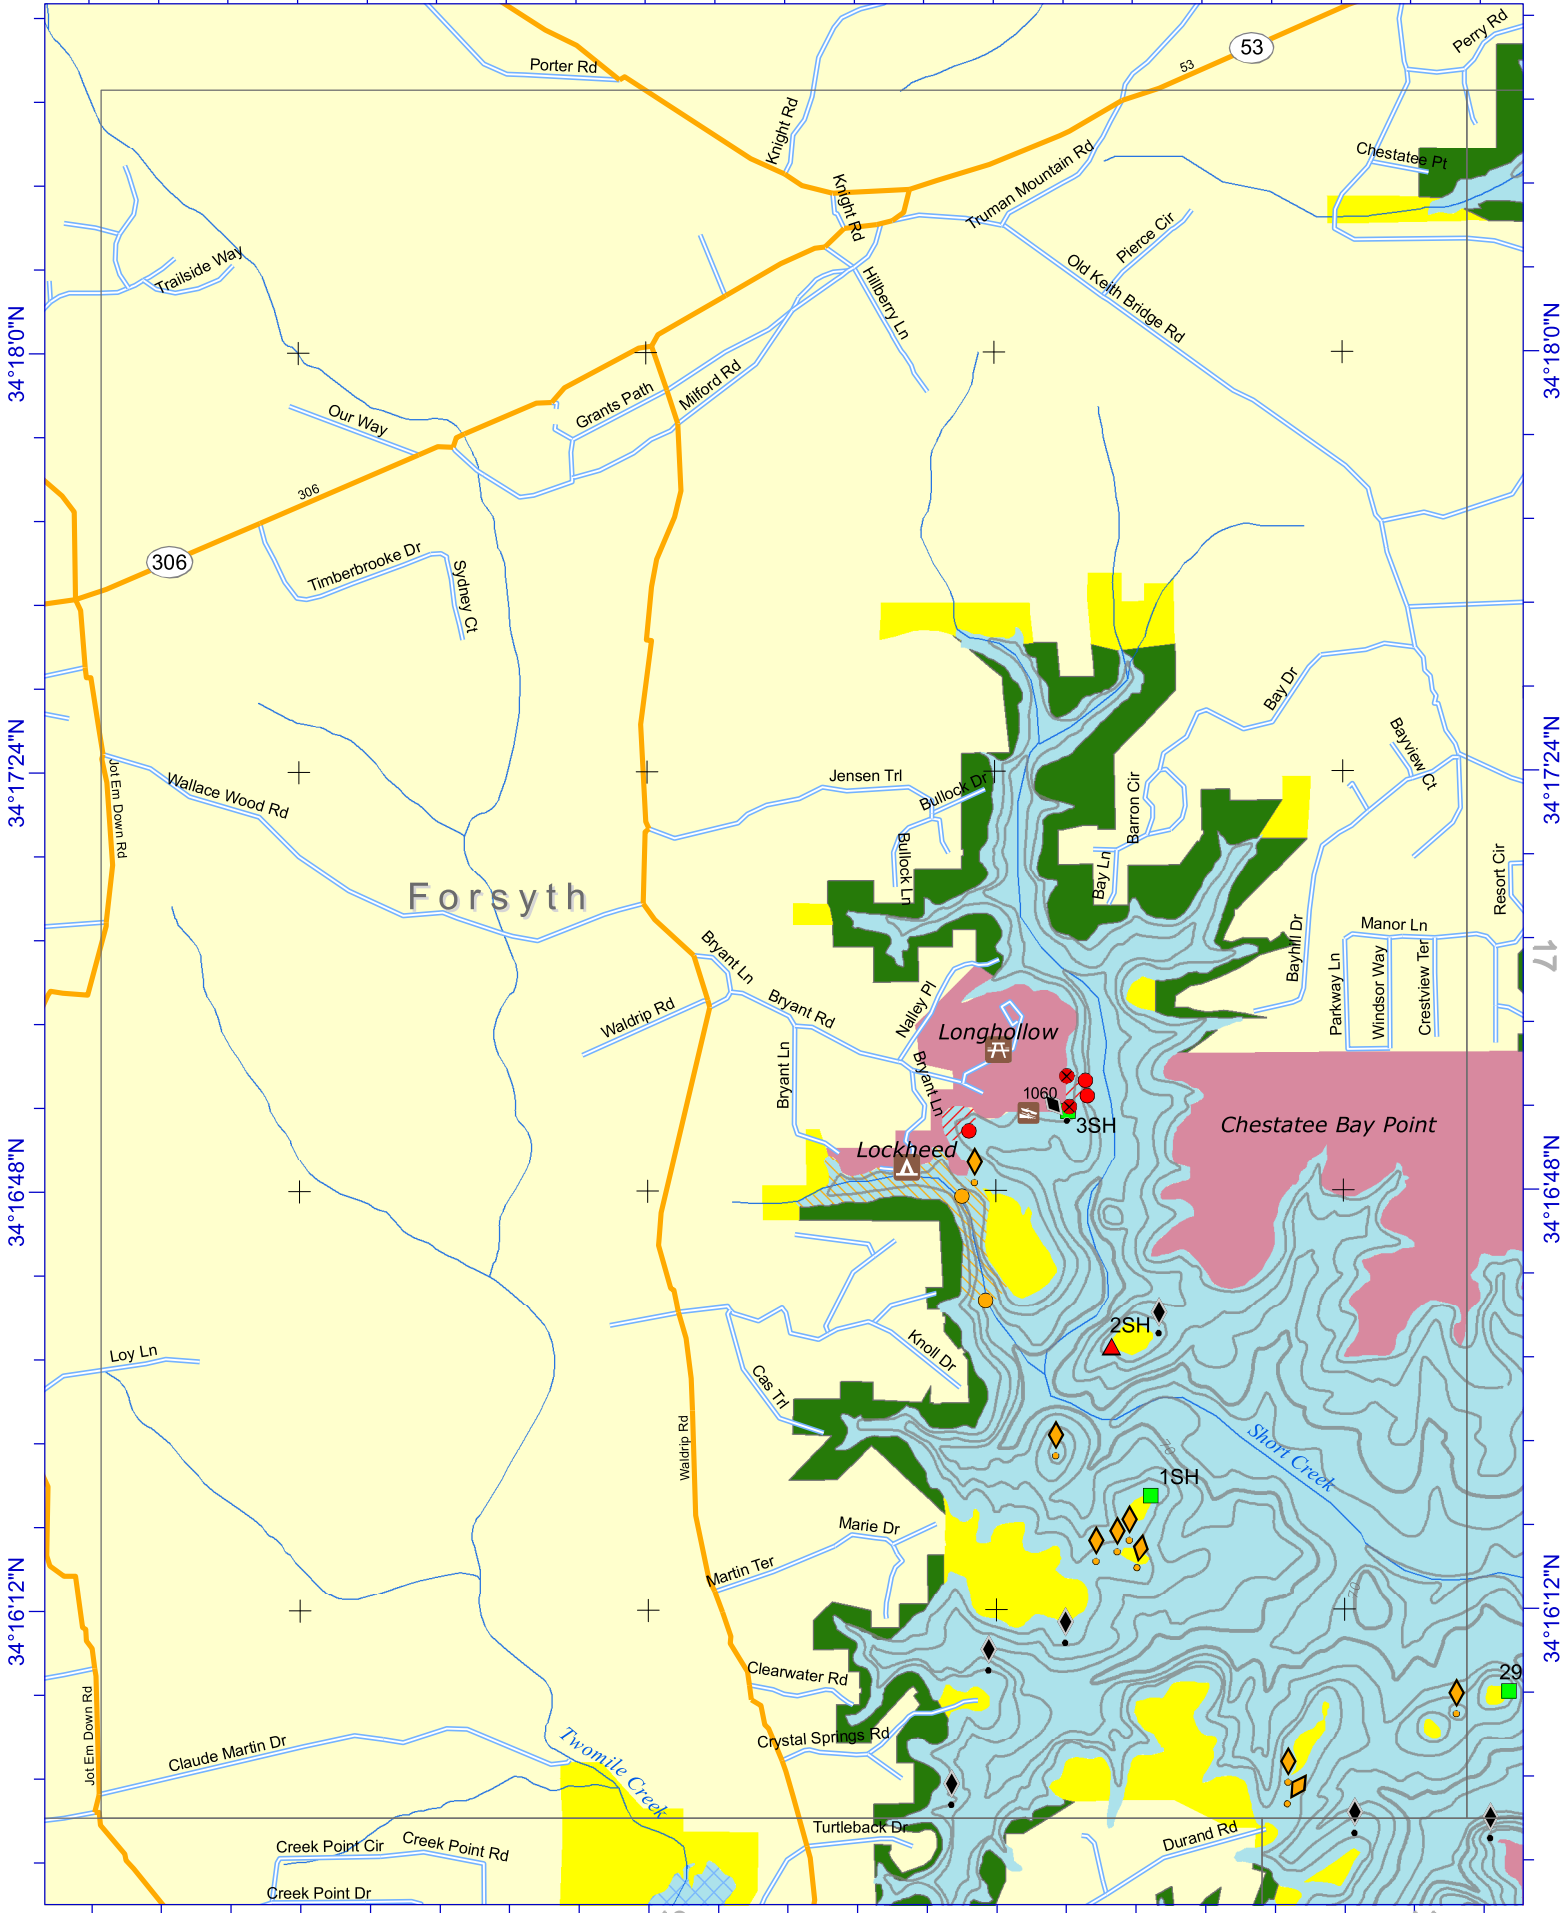 Perry Rd
53
Porter Rd
53
Knight Rd
Chestatee Pt
Truman Mountain Rd
Knight Rd
Pierce Cir
Trailside Way
Old Keith Bridge Rd
Hillberry Ln
34°18'0"N
34°18'0"N
Milford Rd
Grants Path
Our Way
306
306
Timberbrooke Dr
Sydney Ct
Bay Dr
Bayview Ct
34°17'24"N
34°17'24"N
Jot Em Down Rd
Wallace Wood Rd
Jensen Trl
Bullock Dr
Barron Cir
Bullock Ln
Bay Ln
Resort Cir
Forsyth
Manor Ln
Bayhill Dr
Parkway Ln
Windsor Way
Crestview Ter
17
Bryant Ln
Waldrip Rd
Bryant Rd
Nalley Pl
Longhollow
Bryant Ln
Bryant Ln
1060
3SH
Chestatee Bay Point
Lockheed
34°16'48"N
34°16'48"N
2SH
Loy Ln
Knoll Dr
Cas Trl
Waldrip Rd
70
Short Creek
1SH
Marie Dr
Martin Ter
70
34°16'12"N
34°16'12"N
Clearwater Rd
29
Jot Em Down Rd
Crystal Springs Rd
Claude Martin Dr
Twomile Creek
Turtleback Dr
Durand Rd
Creek Point Cir
Creek Point Rd
Creek Point Dr